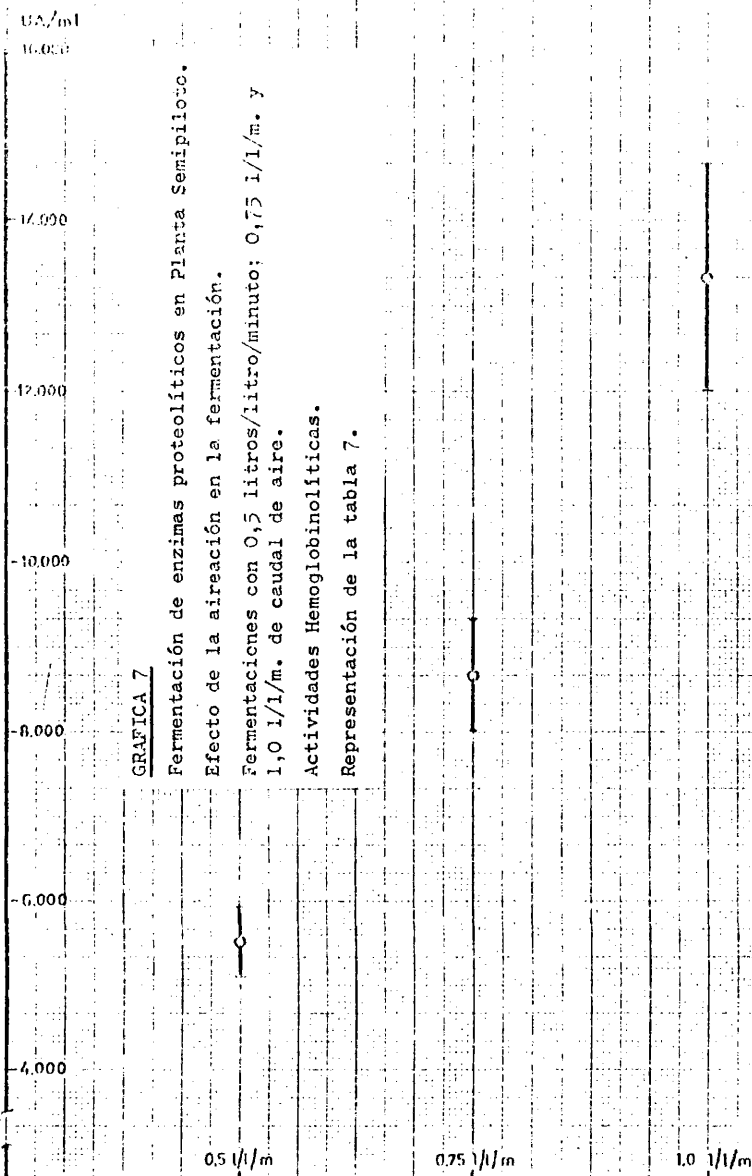 UA/ml
16.000
14.000
12.000
10.000
8.000
6.000
4.000
GRAFICA 7
Fermentación de enzimas proteolíticos en Planta Semipiloto.
Efecto de la aireación en la fermentación.
Fermentaciones con 0,5 litros/litro/minuto; 0,75 l/l/m. y
1,0 l/l/m. de caudal de aire.
Actividades Hemoglobinolíticas.
Representación de la tabla 7.
0,5 l/l/m
0,75 l/l/m
1.0 l/l/m